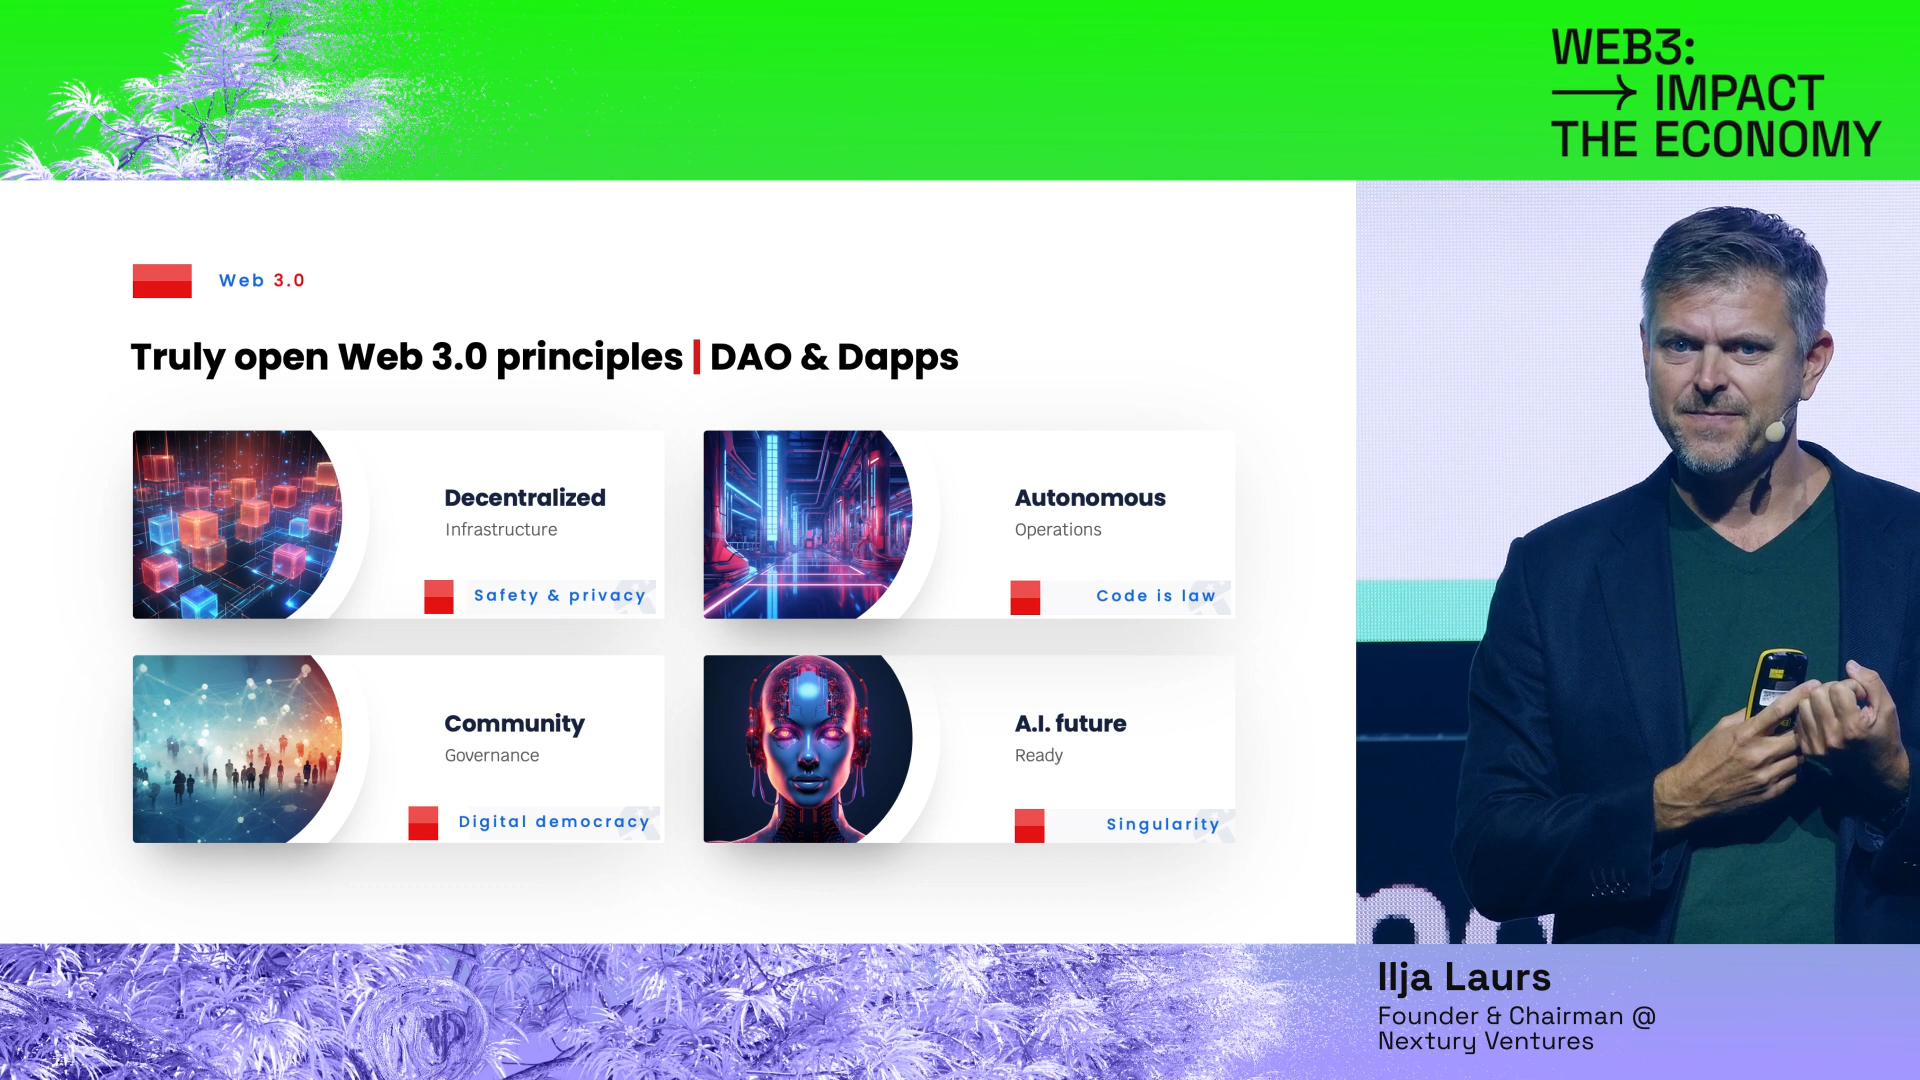 WEB3:
→ IMPACT
THE ECONOMY
Web 3.0
Truly open Web 3.0 principles | DAO & Dapps
Decentralized
Infrastructure
Safety & privacy
Autonomous
Operations
Code is law
Community
Governance
Digital democracy
A.I. future
Ready
Singularity
Ilja Laurs
Founder & Chairman @
Nextury Ventures